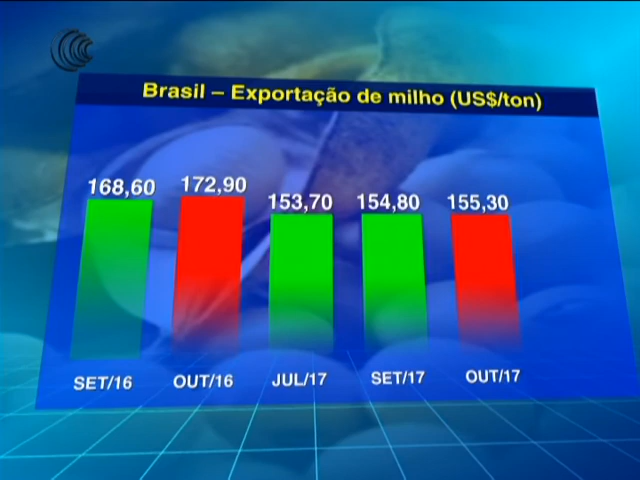 Brasil – Exportação de milho (US$/ton)
168,60 172,90 153,70 154,80 155,30
SET/16 OUT/16 JUL/17 SET/17 OUT/17